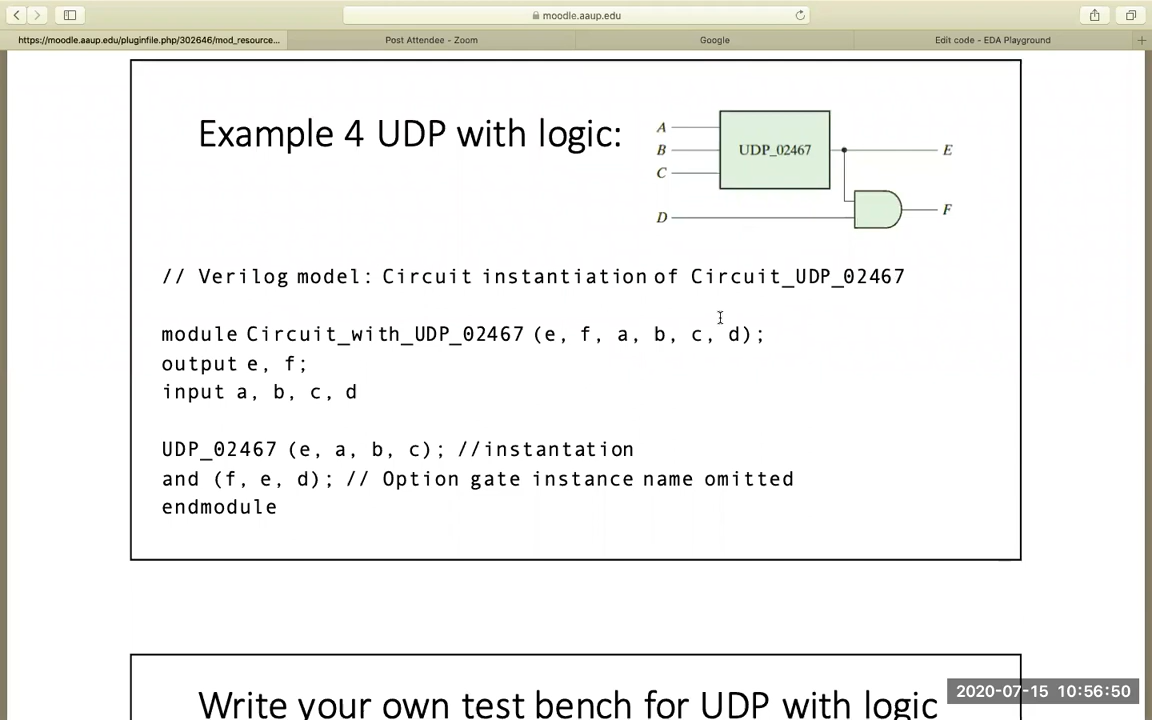 moodle.aaup.edu
https://moodle.aaup.edu/pluginfile.php/302646/mod_resource...
Post Attendee - Zoom
Google
Edit code - EDA Playground
Example 4 UDP with logic:
A
B
C
D
UDP_02467
E
F
// Verilog model: Circuit instantiation of Circuit_UDP_02467
module Circuit_with_UDP_02467 (e, f, a, b, c, d);
output e, f;
input a, b, c, d
UDP_02467 (e, a, b, c); //instantation
and (f, e, d); // Option gate instance name omitted
endmodule
Write your own test bench for UDP with logic
2020-07-15 10:56:50